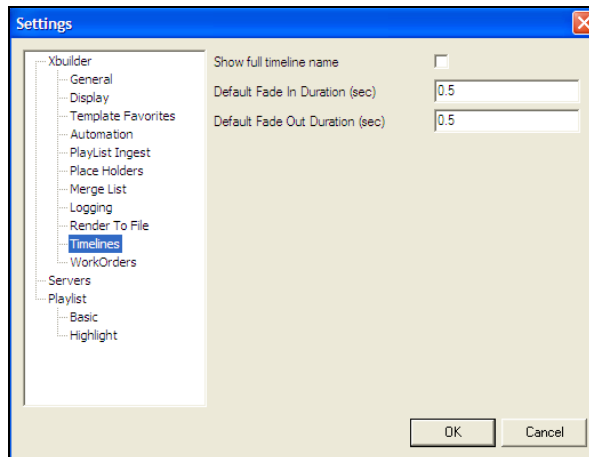 Settings
Xbuilder
General
Display
Template Favorites
Automation
PlayList Ingest
Place Holders
Merge List
Logging
Render To File
Timelines
WorkOrders
Servers
Playlist
Basic
Highlight
Show full timeline name
Default Fade In Duration (sec)
0.5
Default Fade Out Duration (sec)
0.5
OK
Cancel